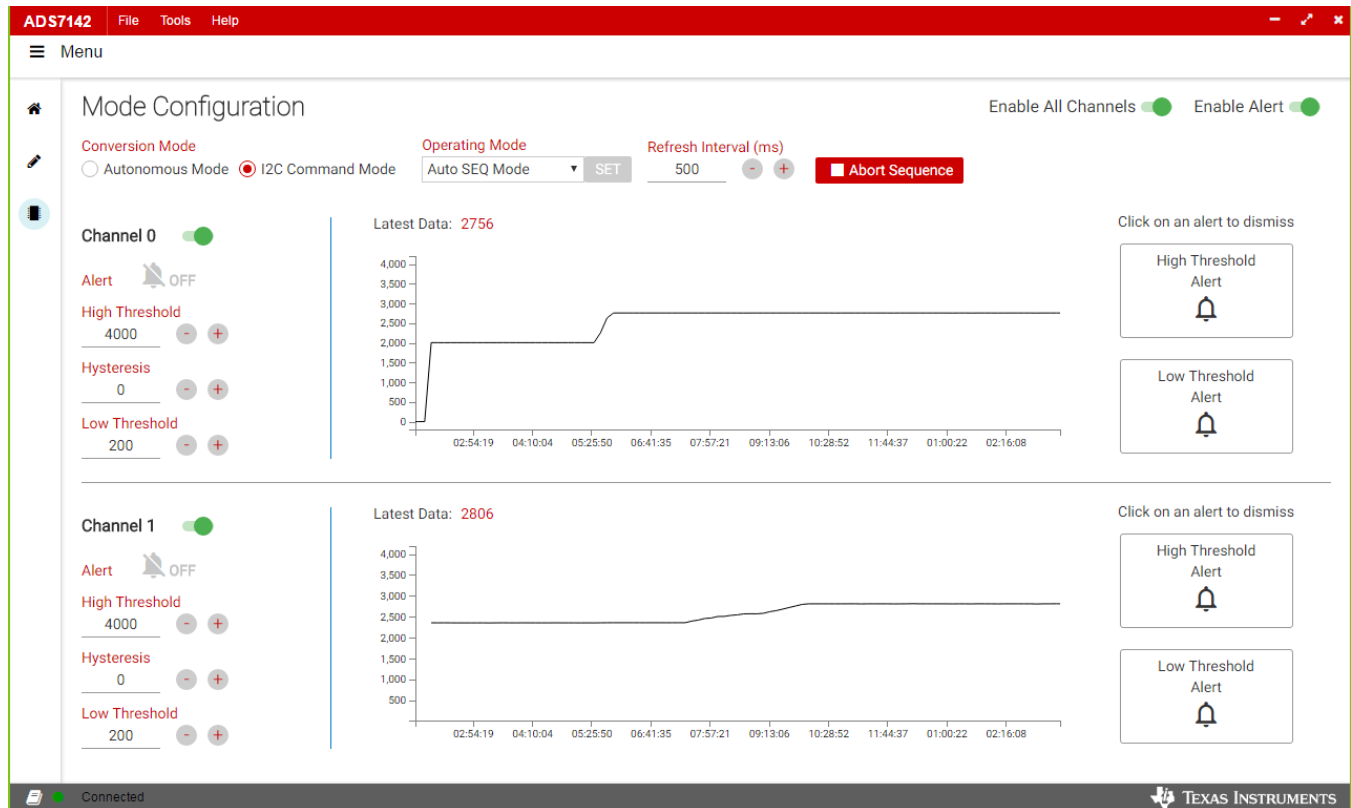 ADS7142 File Tools Help
Menu
Mode Configuration
Enable All Channels Enable Alert
Conversion Mode Operating Mode Refresh Interval (ms)
Autonomous Mode I2C Command Mode Auto SEQ Mode SET 500 - + Abort Sequence
Channel 0
Alert OFF
High Threshold
4000 - +
Hysteresis
0 - +
Low Threshold
200 - +
Latest Data: 2756
4,000
3,500
3,000
2,500
2,000
1,500
1,000
500
0
02:54:19 04:10:04 05:25:50 06:41:35 07:57:21 09:13:06 10:28:52 11:44:37 01:00:22 02:16:08
Click on an alert to dismiss
High Threshold
Alert
Low Threshold
Alert
Channel 1
Alert OFF
High Threshold
4000 - +
Hysteresis
0 - +
Low Threshold
200 - +
Latest Data: 2806
4,000
3,500
3,000
2,500
2,000
1,500
1,000
500
02:54:19 04:10:04 05:25:50 06:41:35 07:57:21 09:13:06 10:28:52 11:44:37 01:00:22 02:16:08
Click on an alert to dismiss
High Threshold
Alert
Low Threshold
Alert
Connected
TEXAS INSTRUMENTS